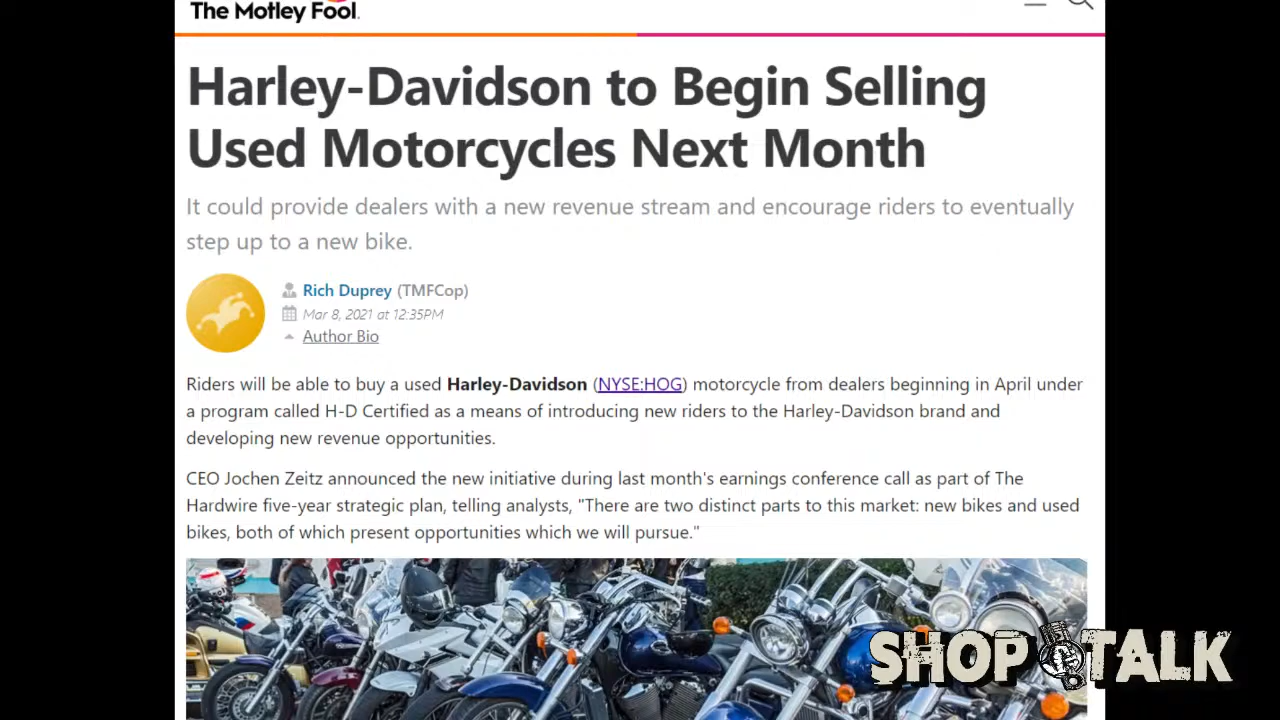 The Motley Fool.
Harley-Davidson to Begin Selling
Used Motorcycles Next Month
It could provide dealers with a new revenue stream and encourage riders to eventually
step up to a new bike.
Rich Duprey (TMFCop)
Mar 8, 2021 at 12:35PM
Author Bio
Riders will be able to buy a used Harley-Davidson (NYSE:HOG) motorcycle from dealers beginning in April under
a program called H-D Certified as a means of introducing new riders to the Harley-Davidson brand and
developing new revenue opportunities.
CEO Jochen Zeitz announced the new initiative during last month's earnings conference call as part of The
Hardwire five-year strategic plan, telling analysts, "There are two distinct parts to this market: new bikes and used
bikes, both of which present opportunities which we will pursue."
SHOP TALK